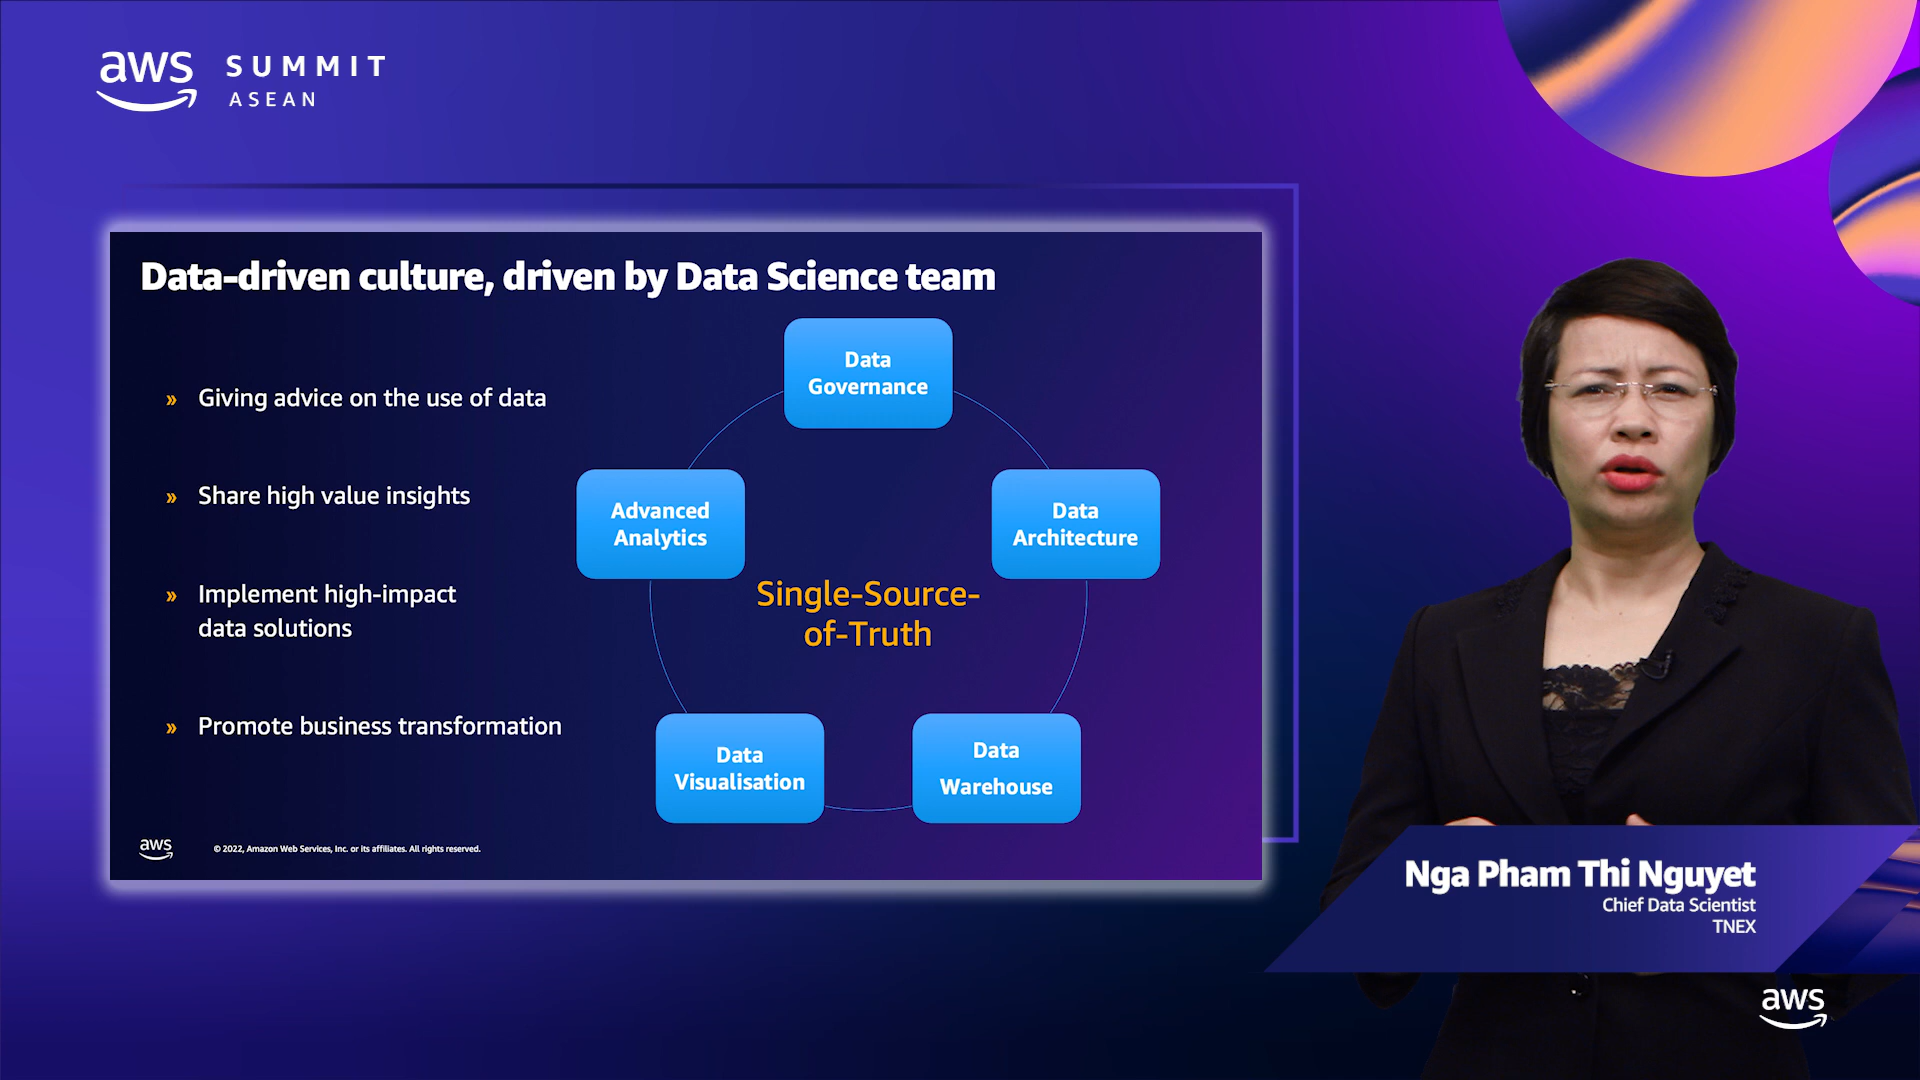 aws SUMMIT
ASEAN
Data-driven culture, driven by Data Science team
» Giving advice on the use of data
» Share high value insights
» Implement high-impact
data solutions
» Promote business transformation
Data
Governance
Advanced
Analytics
Data
Architecture
Single-Source-
of-Truth
Data
Visualisation
Data
Warehouse
aws © 2022, Amazon Web Services, Inc. or its affiliates. All rights reserved.
Nga Pham Thi Nguyet
Chief Data Scientist
TNEX
aws